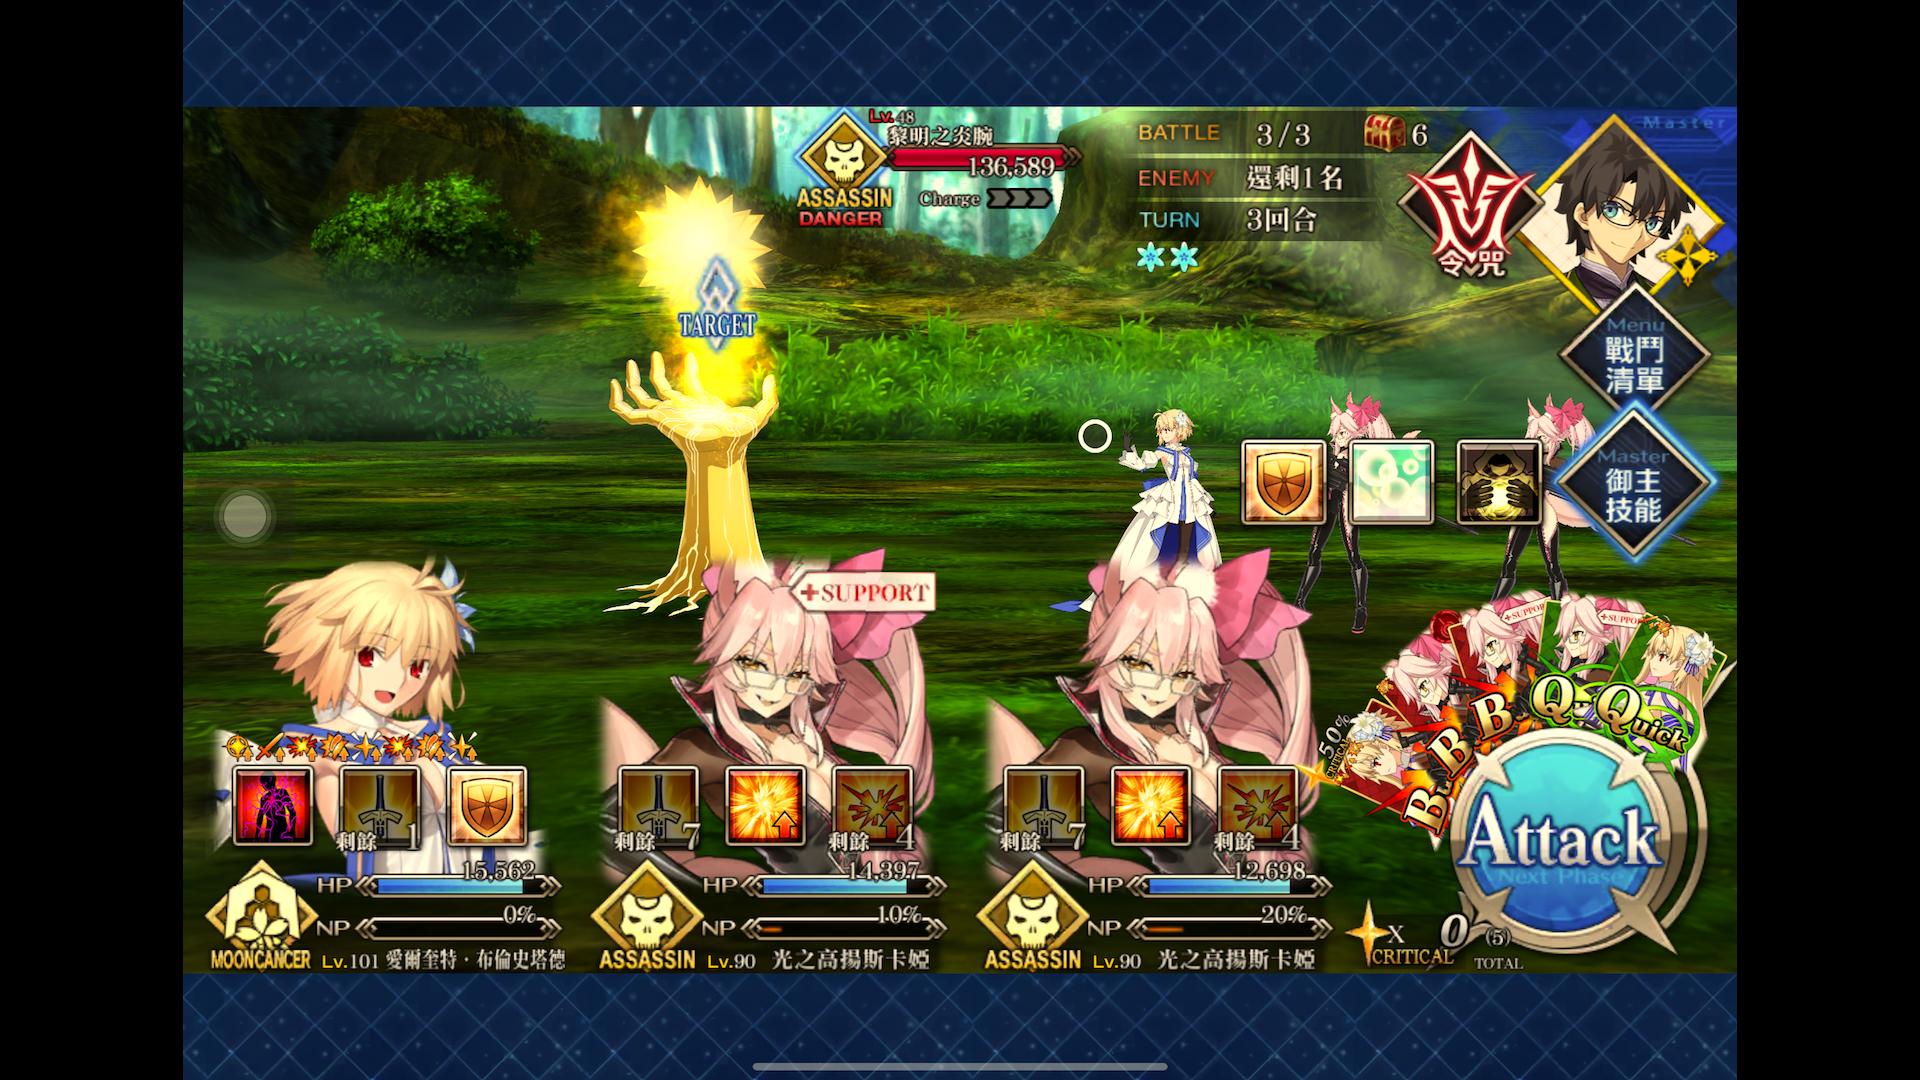 Lv.48
黎明之炎腕
136,589
ASSASSIN
DANGER
Charge
BATTLE 3/3
6
ENEMY 還剩1名
TURN 3回合
Master
令咒
TARGET
Menu
戰鬥
清單
Master
御主
技能
+SUPPORT
+SUPPO
50%
CRITICAL
B
B
B
Q
Quick
剩餘 1
剩餘 7
剩餘 4
剩餘 7
剩餘 4
Attack
Next Phase
HP 15,562
NP 0%
MOONCANCER
Lv.101 愛爾奎特・布倫史塔德
HP 14,397
NP 10%
ASSASSIN
Lv.90 光之高揚斯卡婭
HP 12,698
NP 20%
ASSASSIN
Lv.90 光之高揚斯卡婭
X 0 (5)
CRITICAL TOTAL